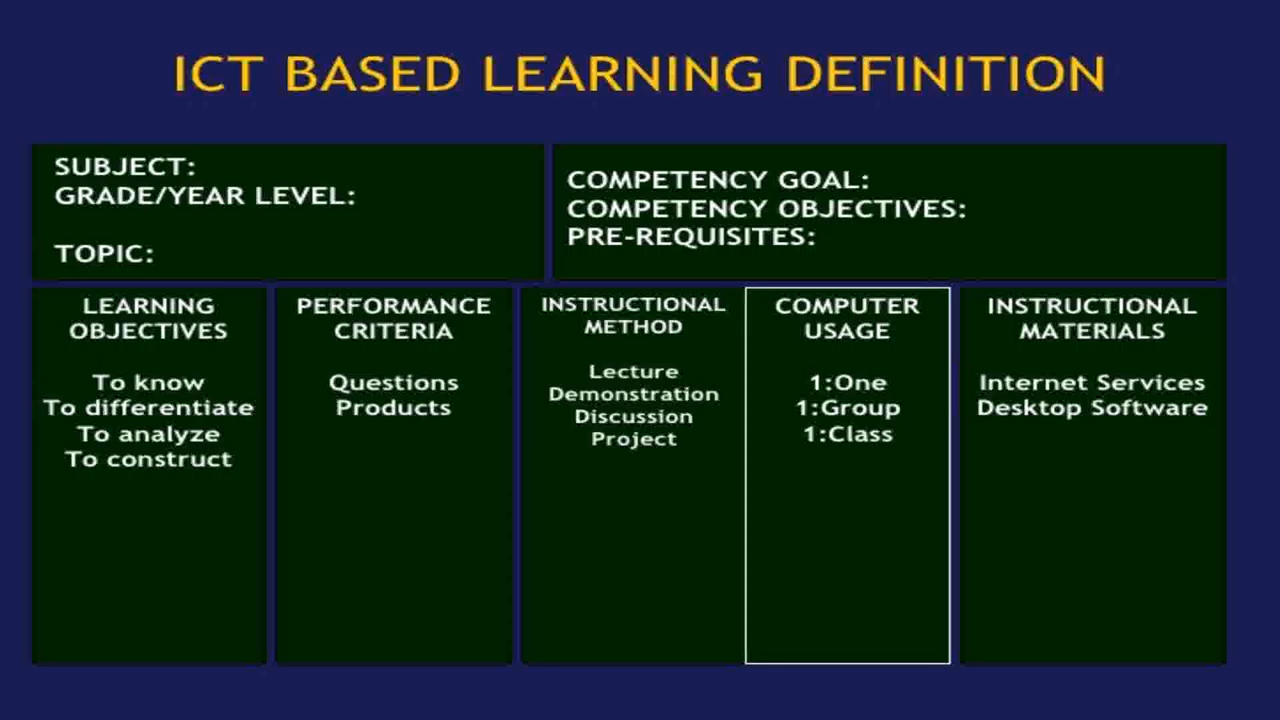 ICT BASED LEARNING DEFINITION
SUBJECT:
GRADE/YEAR LEVEL:
TOPIC:
COMPETENCY GOAL:
COMPETENCY OBJECTIVES:
PRE-REQUISITES:
LEARNING
OBJECTIVES
To know
To differentiate
To analyze
To construct
PERFORMANCE
CRITERIA
Questions
Products
INSTRUCTIONAL
METHOD
Lecture
Demonstration
Discussion
Project
COMPUTER
USAGE
1:One
1:Group
1:Class
INSTRUCTIONAL
MATERIALS
Internet Services
Desktop Software